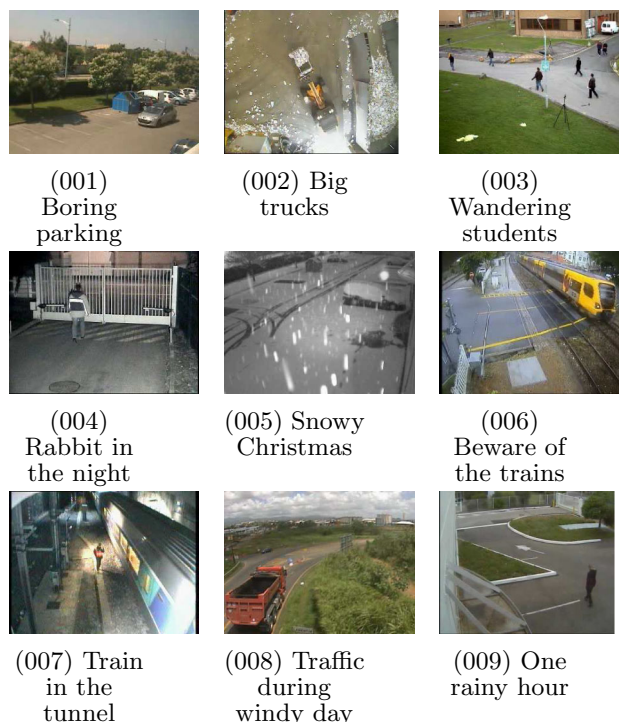 (001)
Boring
parking
(002) Big
trucks
(003)
Wandering
students
(004)
Rabbit in
the night
(005) Snowy
Christmas
(006)
Beware of
the trains
(007) Train
in the
tunnel
(008) Traffic
during
windy day
(009) One
rainy hour